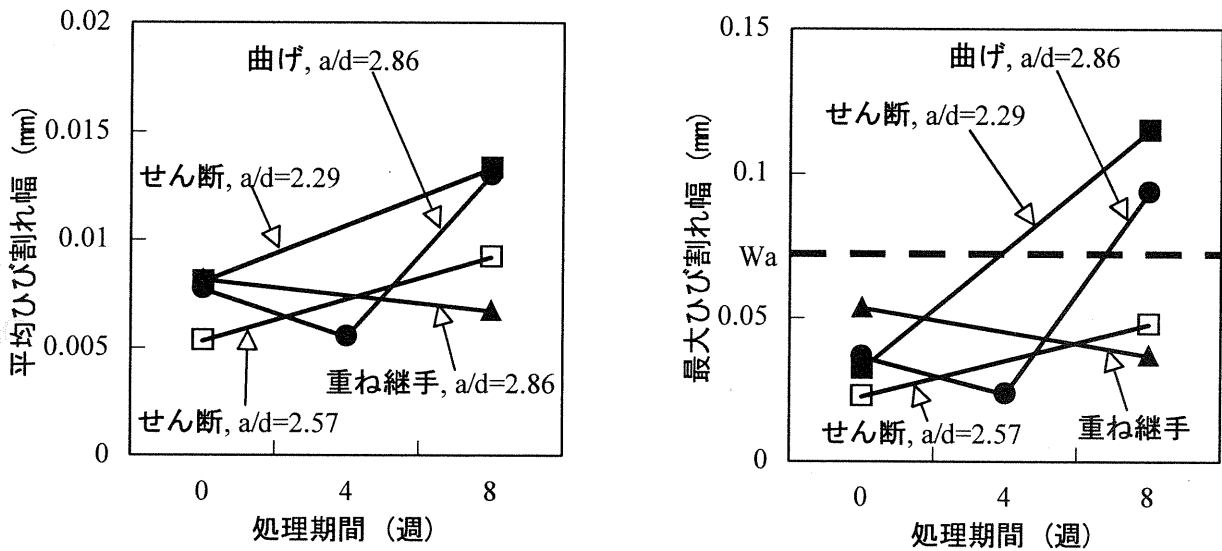 0.02
0.015
0.01
0.005
0
平均ひび割れ幅 (mm)
曲げ, a/d=2.86
せん断, a/d=2.29
重ね継手, a/d=2.86
せん断, a/d=2.57
0 4 8
処理期間 (週)
0.15
0.1
Wa
0.05
0
最大ひび割れ幅 (mm)
曲げ, a/d=2.86
せん断, a/d=2.29
重ね継手
せん断, a/d=2.57
0 4 8
処理期間 (週)